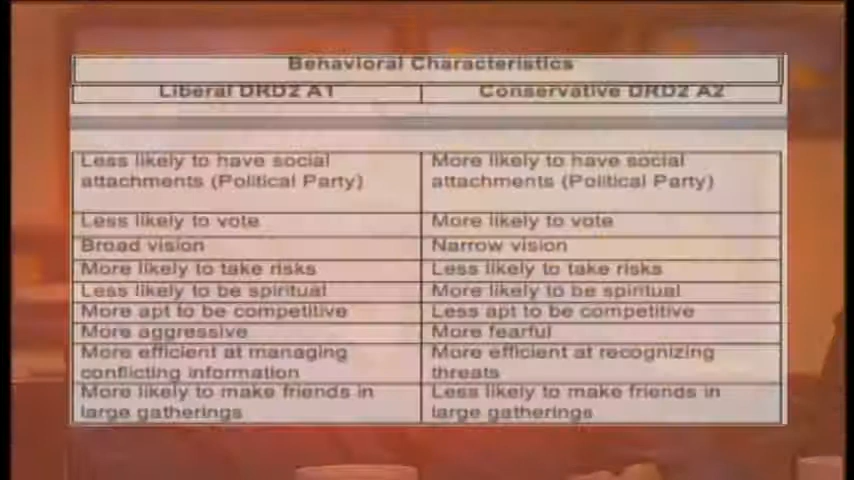 Behavioral Characteristics
Liberal DRD2 A1
Conservative DRD2 A2
Less likely to have social
attachments (Political Party)
More likely to have social
attachments (Political Party)
Less likely to vote
More likely to vote
Broad vision
Narrow vision
More likely to take risks
Less likely to take risks
Less likely to be spiritual
More likely to be spiritual
More apt to be competitive
Less apt to be competitive
More aggressive
More fearful
More efficient at managing
conflicting information
More efficient at recognizing
threats
More likely to make friends in
large gatherings
Less likely to make friends in
large gatherings